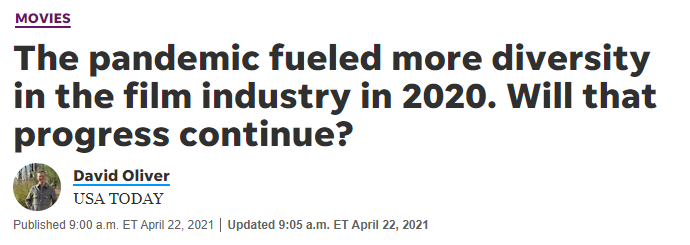 MOVIES
The pandemic fueled more diversity
in the film industry in 2020. Will that
progress continue?
David Oliver
USA TODAY
Published 9:00 a.m. ET April 22, 2021 | Updated 9:05 a.m. ET April 22, 2021